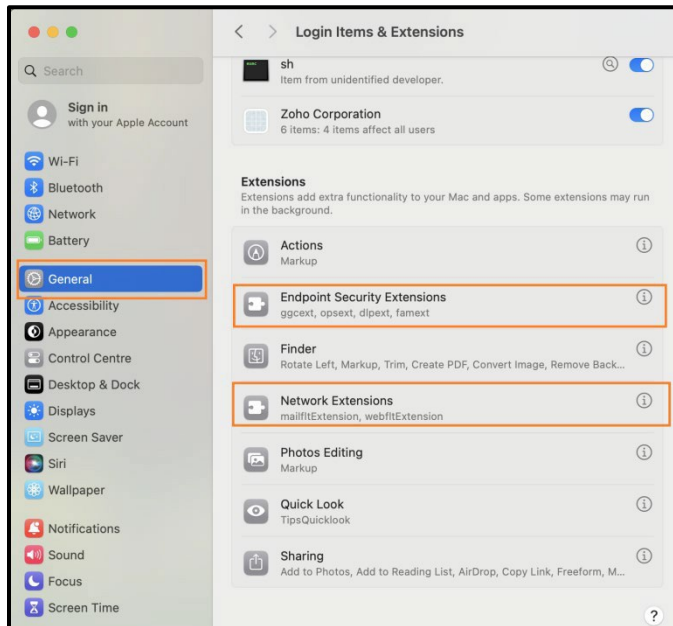 Login Items & Extensions
Search
Sign in
with your Apple Account
Wi-Fi
Bluetooth
Network
Battery
General
Accessibility
Appearance
Control Centre
Desktop & Dock
Displays
Screen Saver
Siri
Wallpaper
Notifications
Sound
Focus
Screen Time
sh
Item from unidentified developer.
Zoho Corporation
6 items: 4 items affect all users
Extensions
Extensions add extra functionality to your Mac and apps. Some extensions may run
in the background.
Actions
Markup
Endpoint Security Extensions
ggcext, opsext, dlpext, famext
Finder
Rotate Left, Markup, Trim, Create PDF, Convert Image, Remove Back...
Network Extensions
mailfltExtension, webfltExtension
Photos Editing
Markup
Quick Look
TipsQuicklook
Sharing
Add to Photos, Add to Reading List, AirDrop, Copy Link, Freeform, M...
?